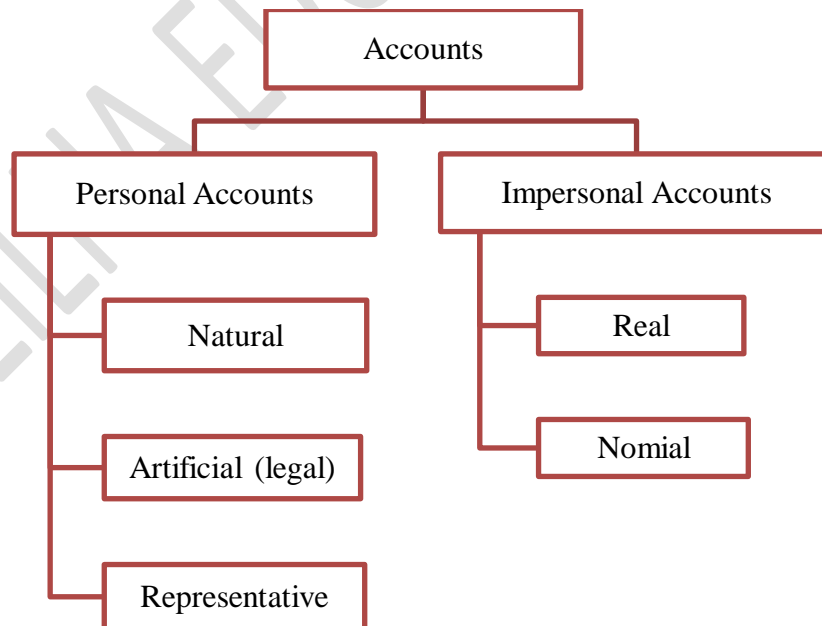 Accounts
Personal Accounts
Impersonal Accounts
Natural
Real
Artificial (legal)
Nomial
Representative